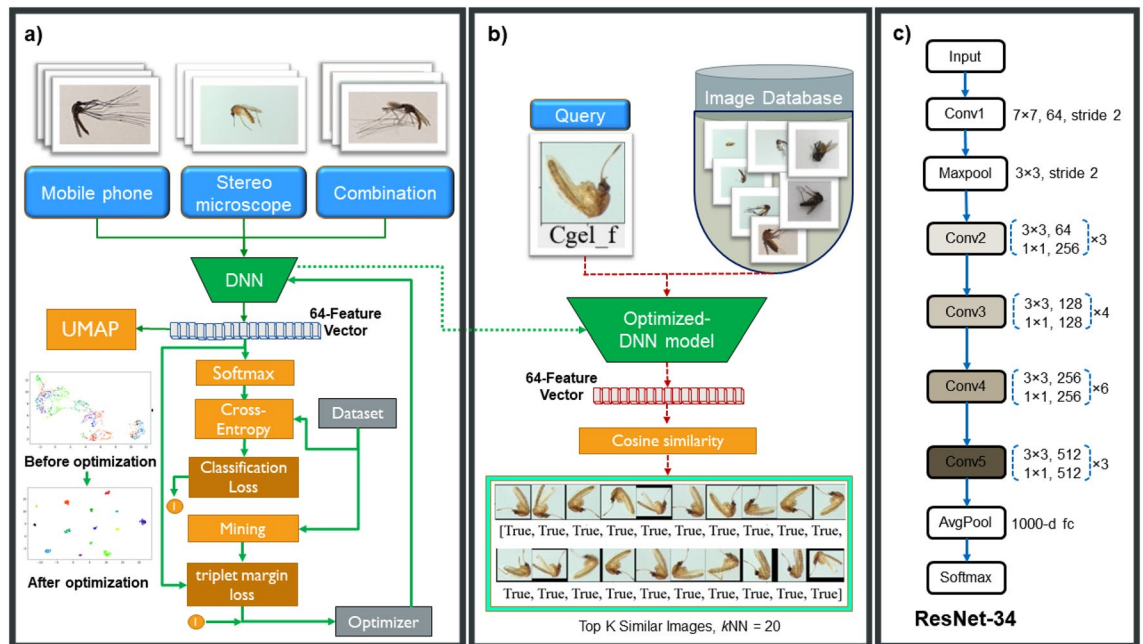 a)
Mobile phone
Stereo
microscope
Combination
DNN
64-Feature
Vector
UMAP
Softmax
Cross-
Entropy
Dataset
Classification
Loss
Before optimization
Mining
After optimization
triplet margin
loss
Optimizer
b)
Query
Cgel_f
Image Database
Optimized-
DNN model
64-Feature
Vector
Cosine similarity
[True, True, True, True, True, True, True, True, True, True,
True, True, True, True, True, True, True, True, True, True]
Top K Similar Images, kNN = 20
c)
Input
Conv1
7×7, 64, stride 2
Maxpool
3×3, stride 2
Conv2
3×3, 64
1×1, 256
×3
Conv3
3×3, 128
1×1, 128
×4
Conv4
3×3, 256
1×1, 256
×6
Conv5
3×3, 512
1×1, 512
×3
AvgPool
1000-d fc
Softmax
ResNet-34